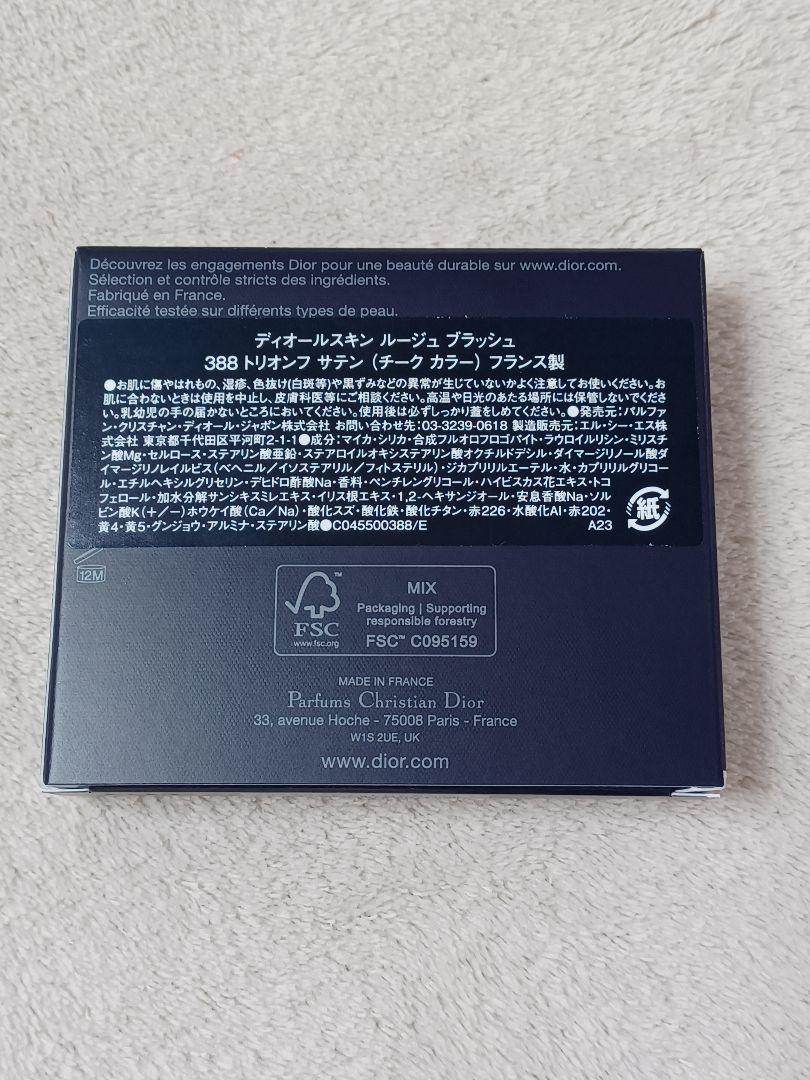 Découvrez les engagements Dior pour une beauté durable sur www.dior.com.
Sélection et contrôle stricts des ingrédients.
Fabriqué en France.
Efficacité testée sur différents types de peau.
ディオールスキン ルージュ ブラッシュ
388 トリオンフ サテン (チーク カラー) フランス製
●お肌に傷やはれもの、湿疹、色抜け(白斑等)や黒ずみなどの異常が生じていないかよく注意してお使いください。お
肌に合わないときは使用を中止し、皮膚科医等にご相談ください。高温や日光のあたる場所には保管しないでくださ
い。乳幼児の手の届かないところにおいてください。使用後は必ずしっかり蓋をしめてください。●発売元:パルファ
ン・クリスチャン・ディオール・ジャポン株式会社 お問い合わせ先:03-3239-0618 製造販売元:エル・シー・エス株
式会社 東京都千代田区平河町2-1-1●成分:マイカ・シリカ・合成フルオロフロゴパイト・ラウロイルリシン・ミリスチ
ン酸Mg・セルロース・ステアリン酸亜鉛・ステアロイルオキシステアリン酸オクチルドデシル・ダイマージリノール酸ダ
イマージリノレイルビス(ベヘニル/イソステアリル/フィトステリル)・ジカプリリルエーテル・水・カプリリルグリコー
ル・エチルヘキシルグリセリン・デヒドロ酢酸Na・香料・ペンチレングリコール・ハイビスカス花エキス・トコ
フェロール・加水分解サンシキスミレエキス・イリス根エキス・1,2-ヘキサンジオール・安息香酸Na・ソル
ビン酸K(+/-)ホウケイ酸(Ca/Na)・酸化スズ・酸化鉄・酸化チタン・赤226・水酸化Al・赤202・
黄4・黄5・グンジョウ・アルミナ・ステアリン酸●C045500388/E A23
紙
12M
FSC™
www.fsc.org
MIX
Packaging | Supporting
responsible forestry
FSC™ C095159
MADE IN FRANCE
Parfums Christian Dior
33, avenue Hoche - 75008 Paris - France
W1S 2UE, UK
www.dior.com